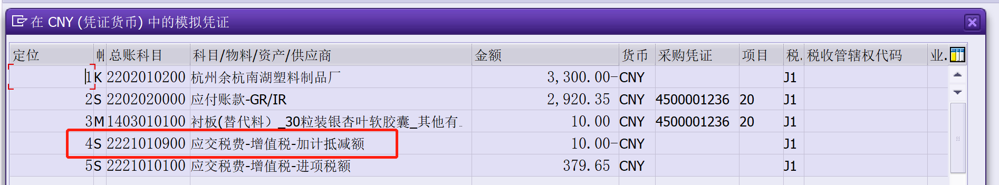 在 CNY (凭证货币) 中的模拟凭证
定位 帐 总账科目 科目/物料/资产/供应商 金额 货币 采购凭证 项目 税. 税收管辖权代码 业.
1 K 2202010200 杭州余杭南湖塑料制品厂 3,300.00- CNY J1
2 S 2202020000 应付账款-GR/IR 2,920.35 CNY 4500001236 20 J1
3 M 1403010100 衬板(替代料）_30粒装银杏叶软胶囊_其他有… 10.00 CNY 4500001236 20 J1
4 S 2221010900 应交税费-增值税-加计抵减额 10.00- CNY J1
5 S 2221010100 应交税费-增值税-进项税额 379.65 CNY J1